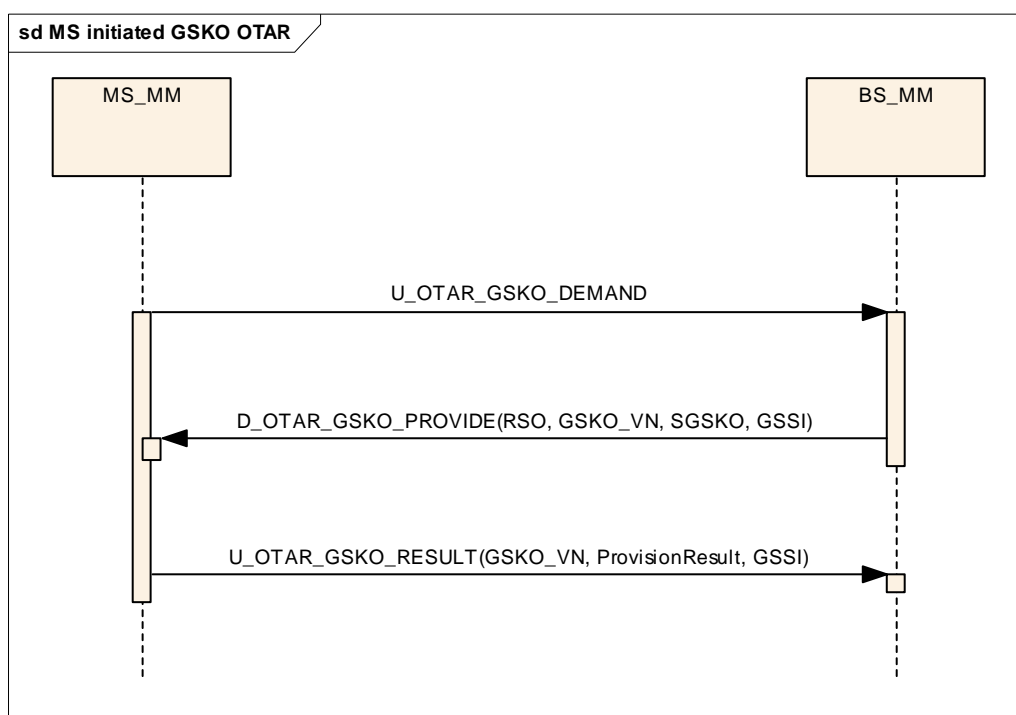 sd MS initiated GSKO OTAR
MS_MM
BS_MM
U_OTAR_GSKO_DEMAND
D_OTAR_GSKO_PROVIDE(RSO, GSKO_VN, SGSKO, GSSI)
U_OTAR_GSKO_RESULT(GSKO_VN, ProvisionResult, GSSI)